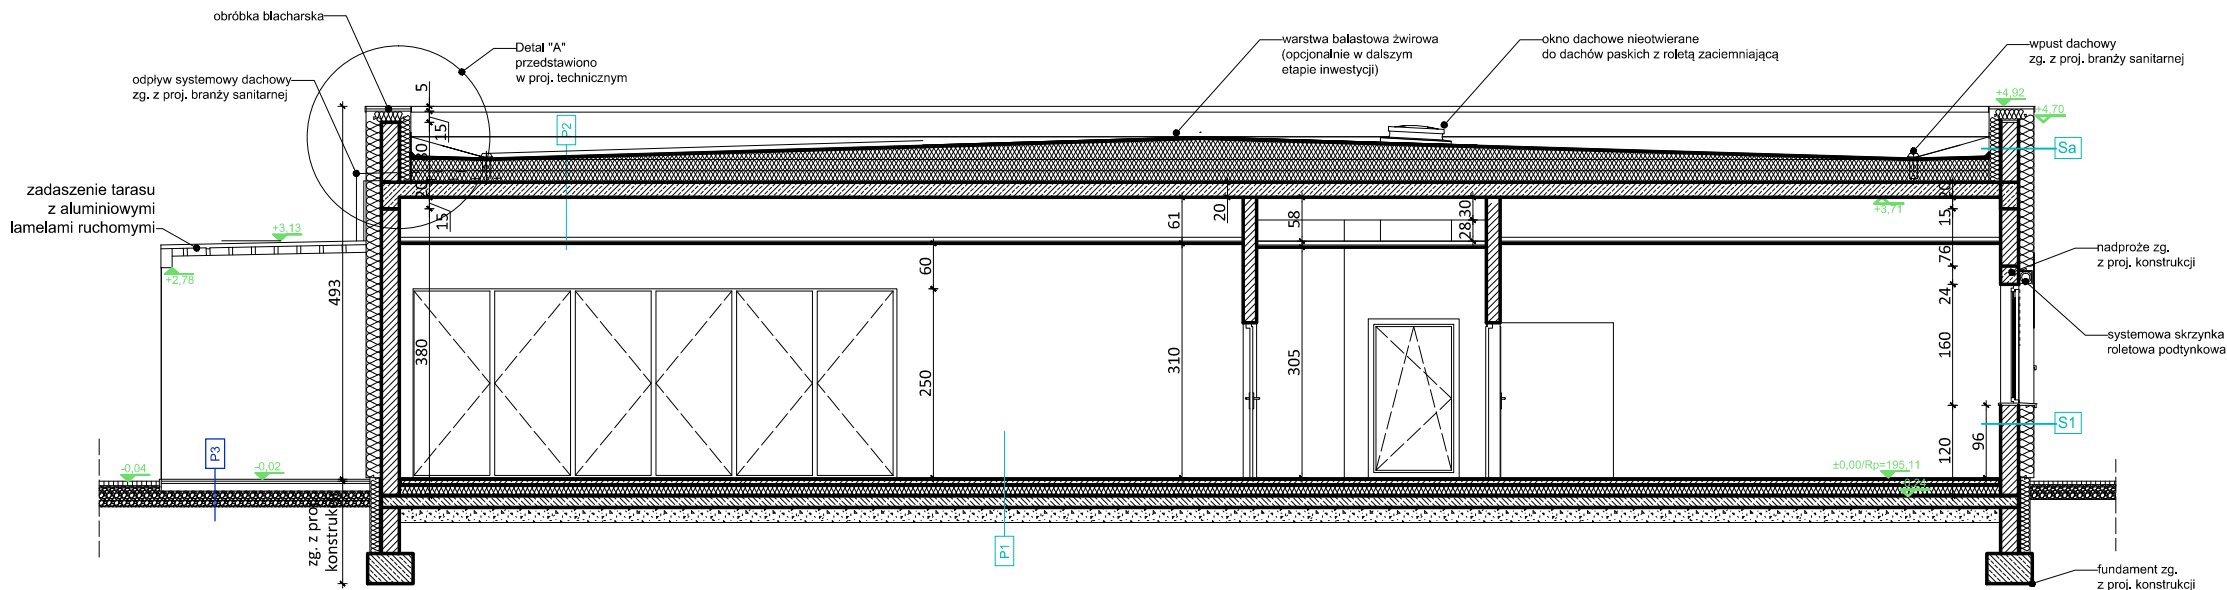 obróbka blacharska
Detal "A"
przedstawiono
w proj. technicznym
odpływ systemowy dachowy
zg. z proj. branży sanitarnej
warstwa balastowa żwirowa
(opcjonalnie w dalszym
etapie inwestycji)
okno dachowe nieotwierane
do dachów paskich z roletą zaciemniającą
wpust dachowy
zg. z proj. branży sanitarnej
5
15
20
15
P2
+4,92
+4,70
Sa
zadaszenie tarasu
z aluminiowymi
lamelami ruchomymi
+3,13
+2,78
493
380
60
250
61
310
20
58
305
30
28
+3,71
20
15
76
24
160
120
96
nadproże zg.
z proj. konstrukcji
systemowa skrzynka
roletowa podtynkowa
S1
±0,00/Rp=195,11
-0,24
-0,04
-0,02
P3
P1
zg. z pro
konstruk
fundament zg.
z proj. konstrukcji